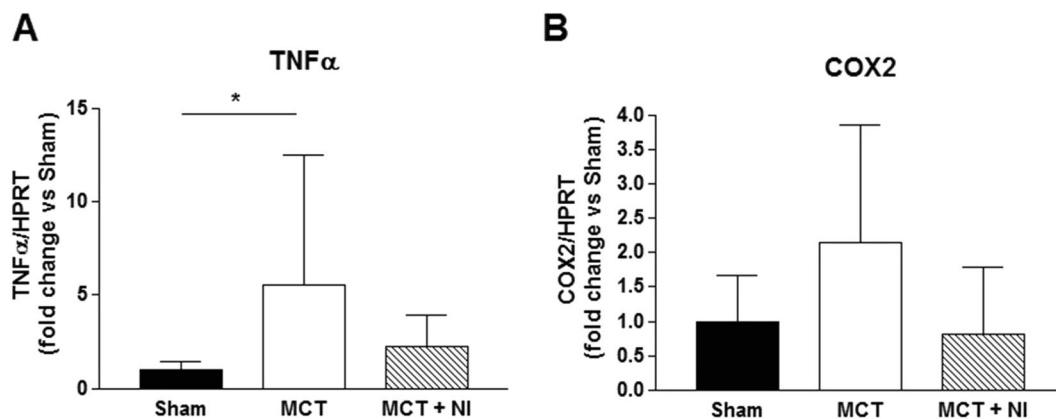 A
TNFα
TNFα/HPRT
(fold change vs Sham)
15
10
5
0
*
Sham
MCT
MCT + NI
B
COX2
COX2/HPRT
(fold change vs Sham)
4.0
3.5
3.0
2.5
2.0
1.5
1.0
0.5
0.0
Sham
MCT
MCT + NI